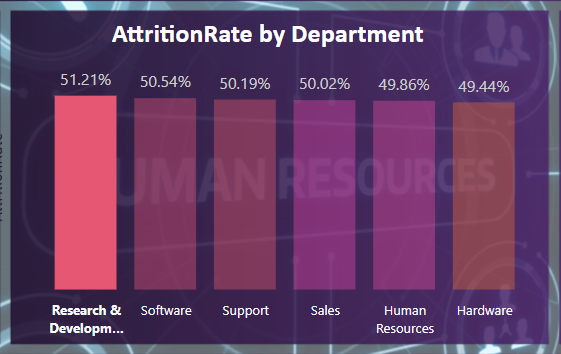 AttritionRate by Department
51.21%
50.54%
50.19%
50.02%
49.86%
49.44%
HUMAN RESOURCES
Research &
Developm...
Software
Support
Sales
Human
Resources
Hardware